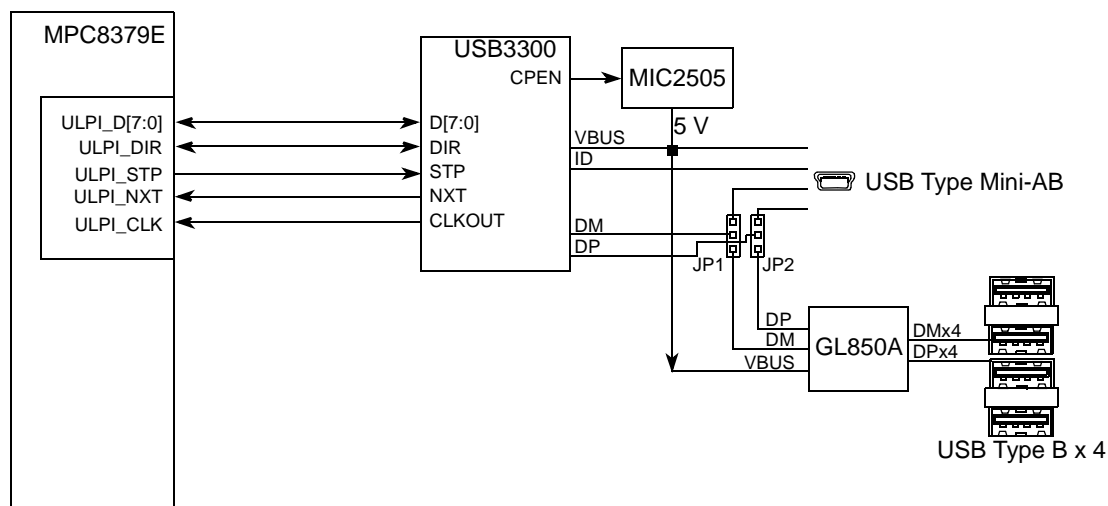 MPC8379E
USB3300
CPEN
MIC2505
5 V
ULPI_D[7:0]
ULPI_DIR
ULPI_STP
ULPI_NXT
ULPI_CLK
D[7:0]
DIR
STP
NXT
CLKOUT
VBUS
ID
DM
DP
USB Type Mini-AB
JP1
JP2
DP
DM
VBUS
GL850A
DMx4
DPx4
USB Type B x 4